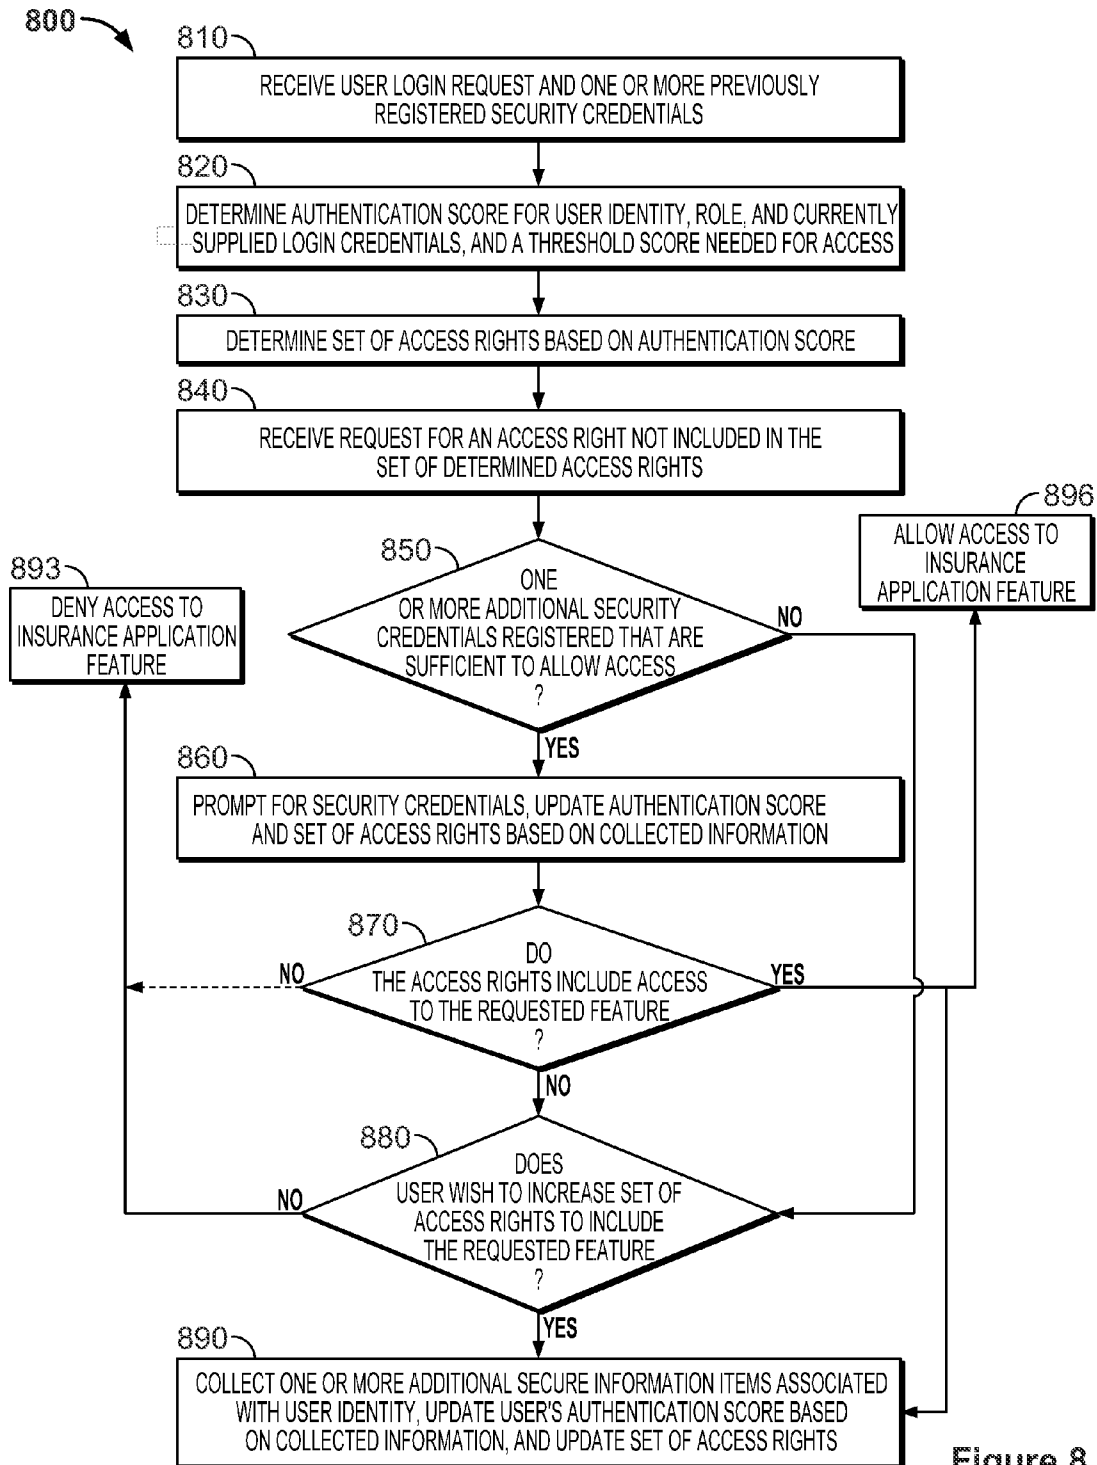 800
810
RECEIVE USER LOGIN REQUEST AND ONE OR MORE PREVIOUSLY
REGISTERED SECURITY CREDENTIALS
820
DETERMINE AUTHENTICATION SCORE FOR USER IDENTITY, ROLE, AND CURRENTLY
SUPPLIED LOGIN CREDENTIALS, AND A THRESHOLD SCORE NEEDED FOR ACCESS
830
DETERMINE SET OF ACCESS RIGHTS BASED ON AUTHENTICATION SCORE
840
RECEIVE REQUEST FOR AN ACCESS RIGHT NOT INCLUDED IN THE
SET OF DETERMINED ACCESS RIGHTS
896
ALLOW ACCESS TO
INSURANCE
APPLICATION FEATURE
850
ONE
OR MORE ADDITIONAL SECURITY
CREDENTIALS REGISTERED THAT ARE
SUFFICIENT TO ALLOW ACCESS
?
NO
YES
893
DENY ACCESS TO
INSURANCE APPLICATION
FEATURE
860
PROMPT FOR SECURITY CREDENTIALS, UPDATE AUTHENTICATION SCORE
AND SET OF ACCESS RIGHTS BASED ON COLLECTED INFORMATION
870
DO
THE ACCESS RIGHTS INCLUDE ACCESS
TO THE REQUESTED FEATURE
?
NO
YES
NO
880
DOES
USER WISH TO INCREASE SET OF
ACCESS RIGHTS TO INCLUDE
THE REQUESTED FEATURE
?
NO
YES
890
COLLECT ONE OR MORE ADDITIONAL SECURE INFORMATION ITEMS ASSOCIATED
WITH USER IDENTITY, UPDATE USER'S AUTHENTICATION SCORE BASED
ON COLLECTED INFORMATION, AND UPDATE SET OF ACCESS RIGHTS
Figure 8